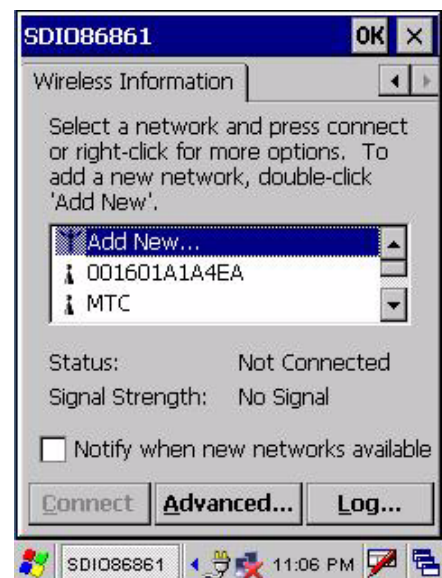 SDIO86861 OK
Wireless Information
Select a network and press connect
or right-click for more options. To
add a new network, double-click
'Add New'.
Add New...
001601A1A4EA
MTC
Status: Not Connected
Signal Strength: No Signal
Notify when new networks available
Connect Advanced... Log...
SDIO86861 11:06 PM